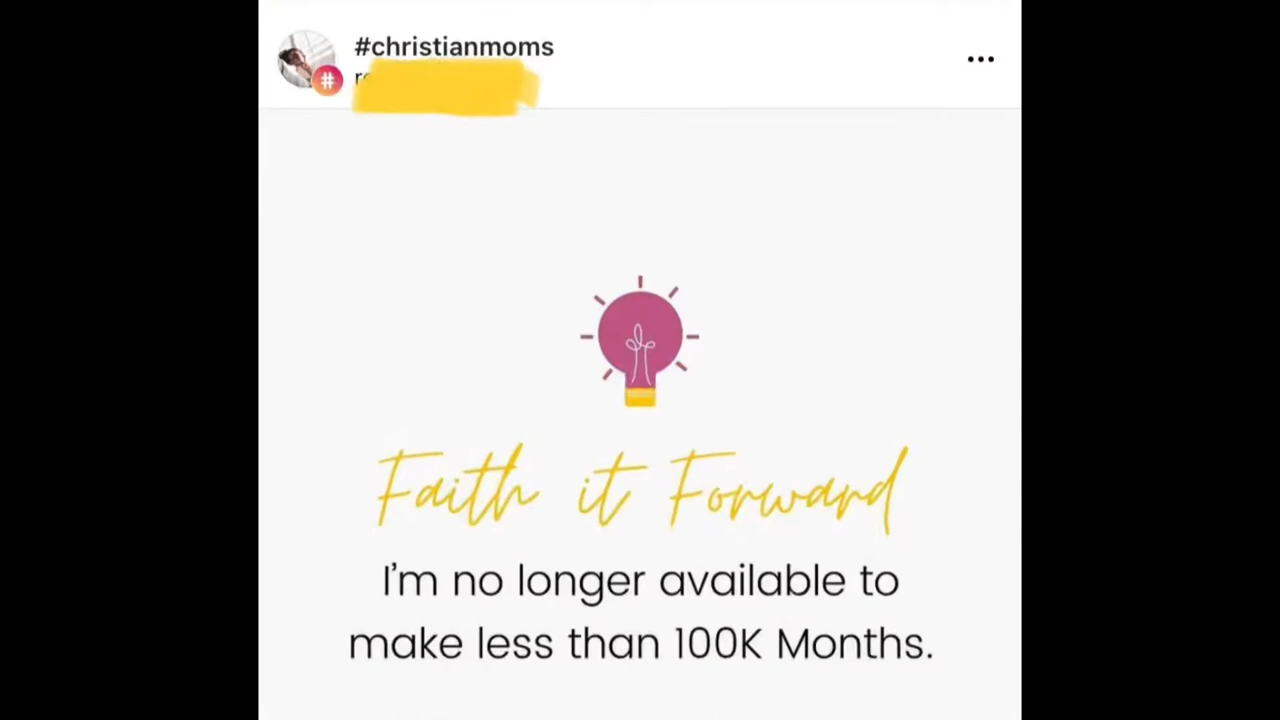 #christianmoms
#
Faith it Forward
I'm no longer available to
make less than 100K Months.